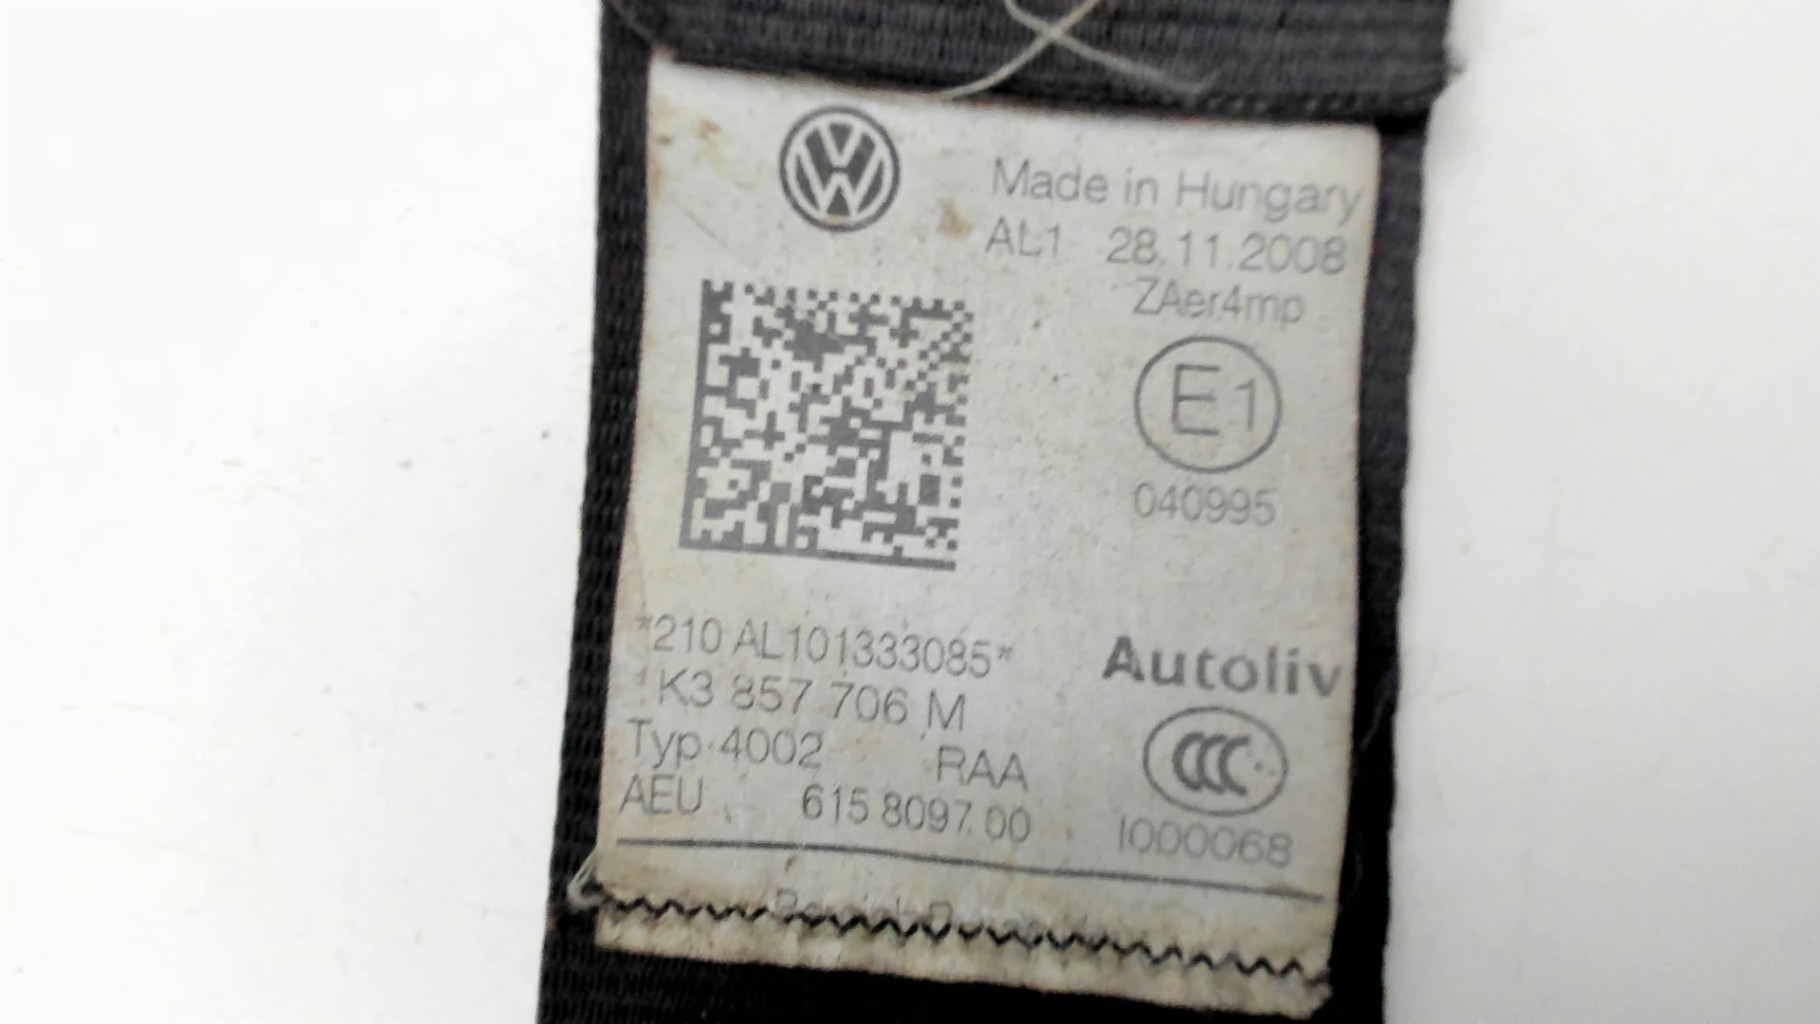 Made in Hungary
AL1 28.11.2008
ZAer4mp
E1
040995
*210 AL101333085*
1K3 857 706 M
Typ 4002 RAA
AEU 615 8097 00
Autoliv
CCC
I000068